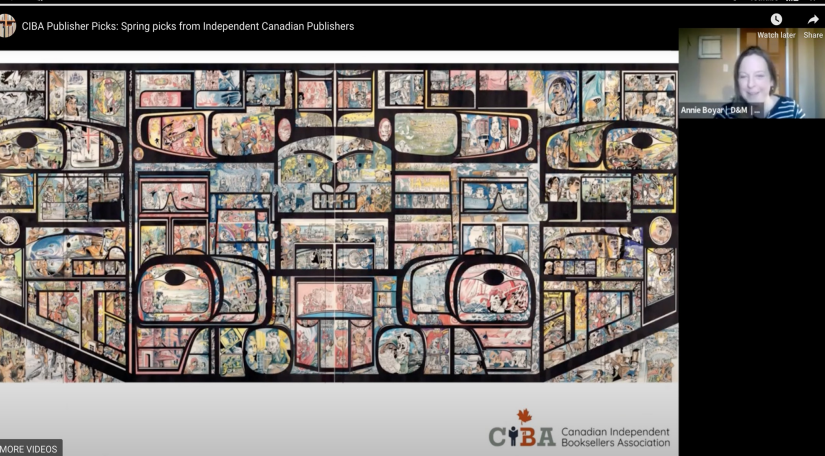 CIBA Publisher Picks: Spring picks from Independent Canadian Publishers
Watch later
Share
Annie Boyar | D&M | ...
CIBA
Canadian Independent
Booksellers Association
MORE VIDEOS